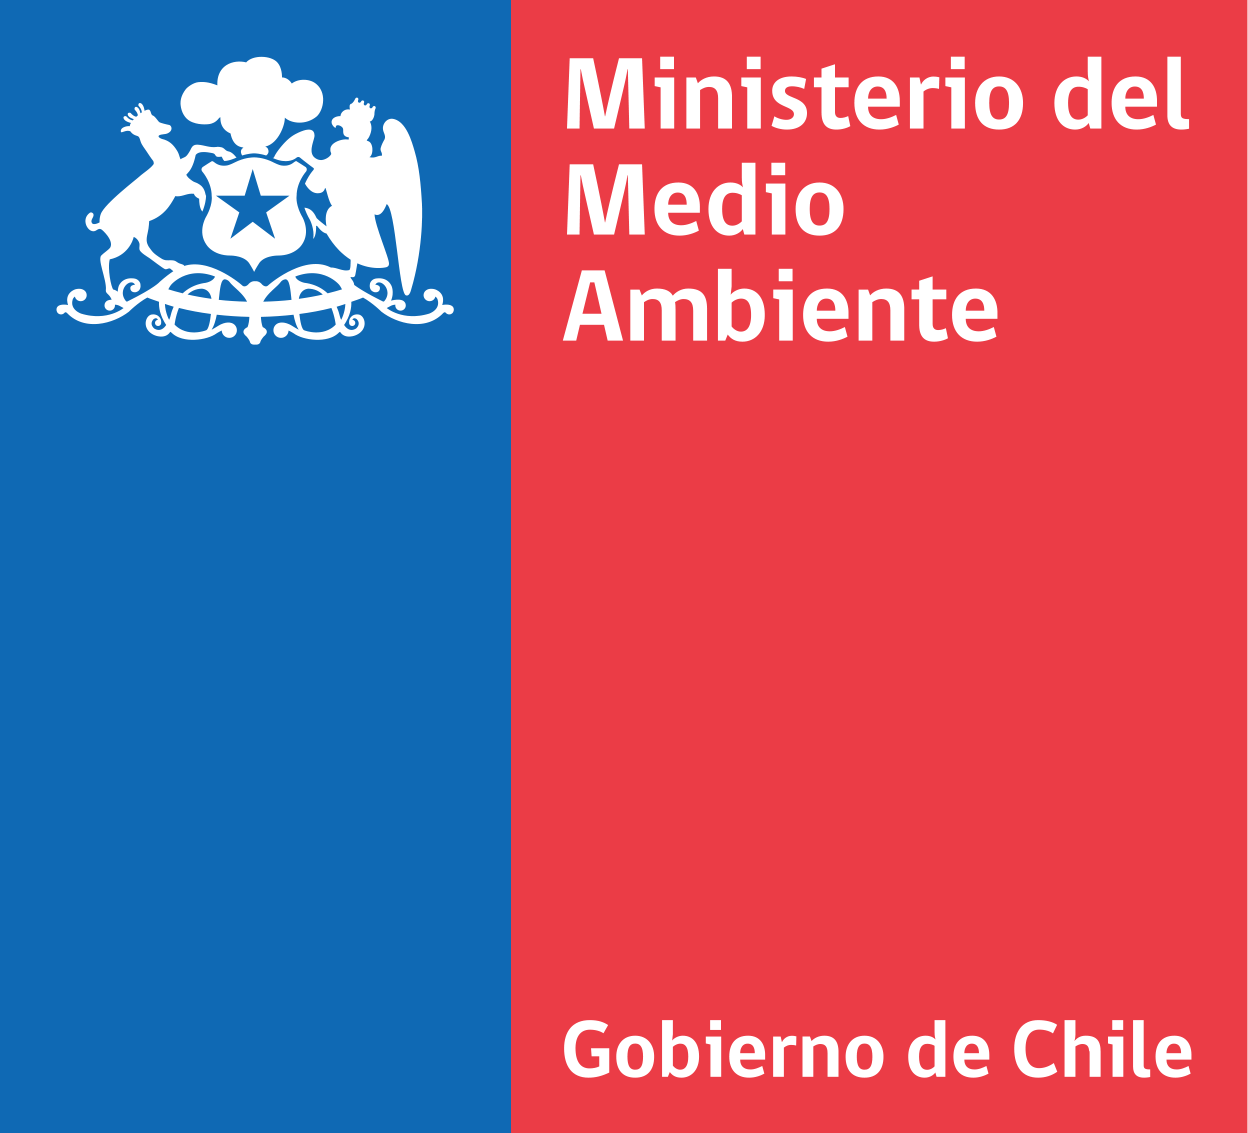 Ministerio del
Medio
Ambiente
Gobierno de Chile